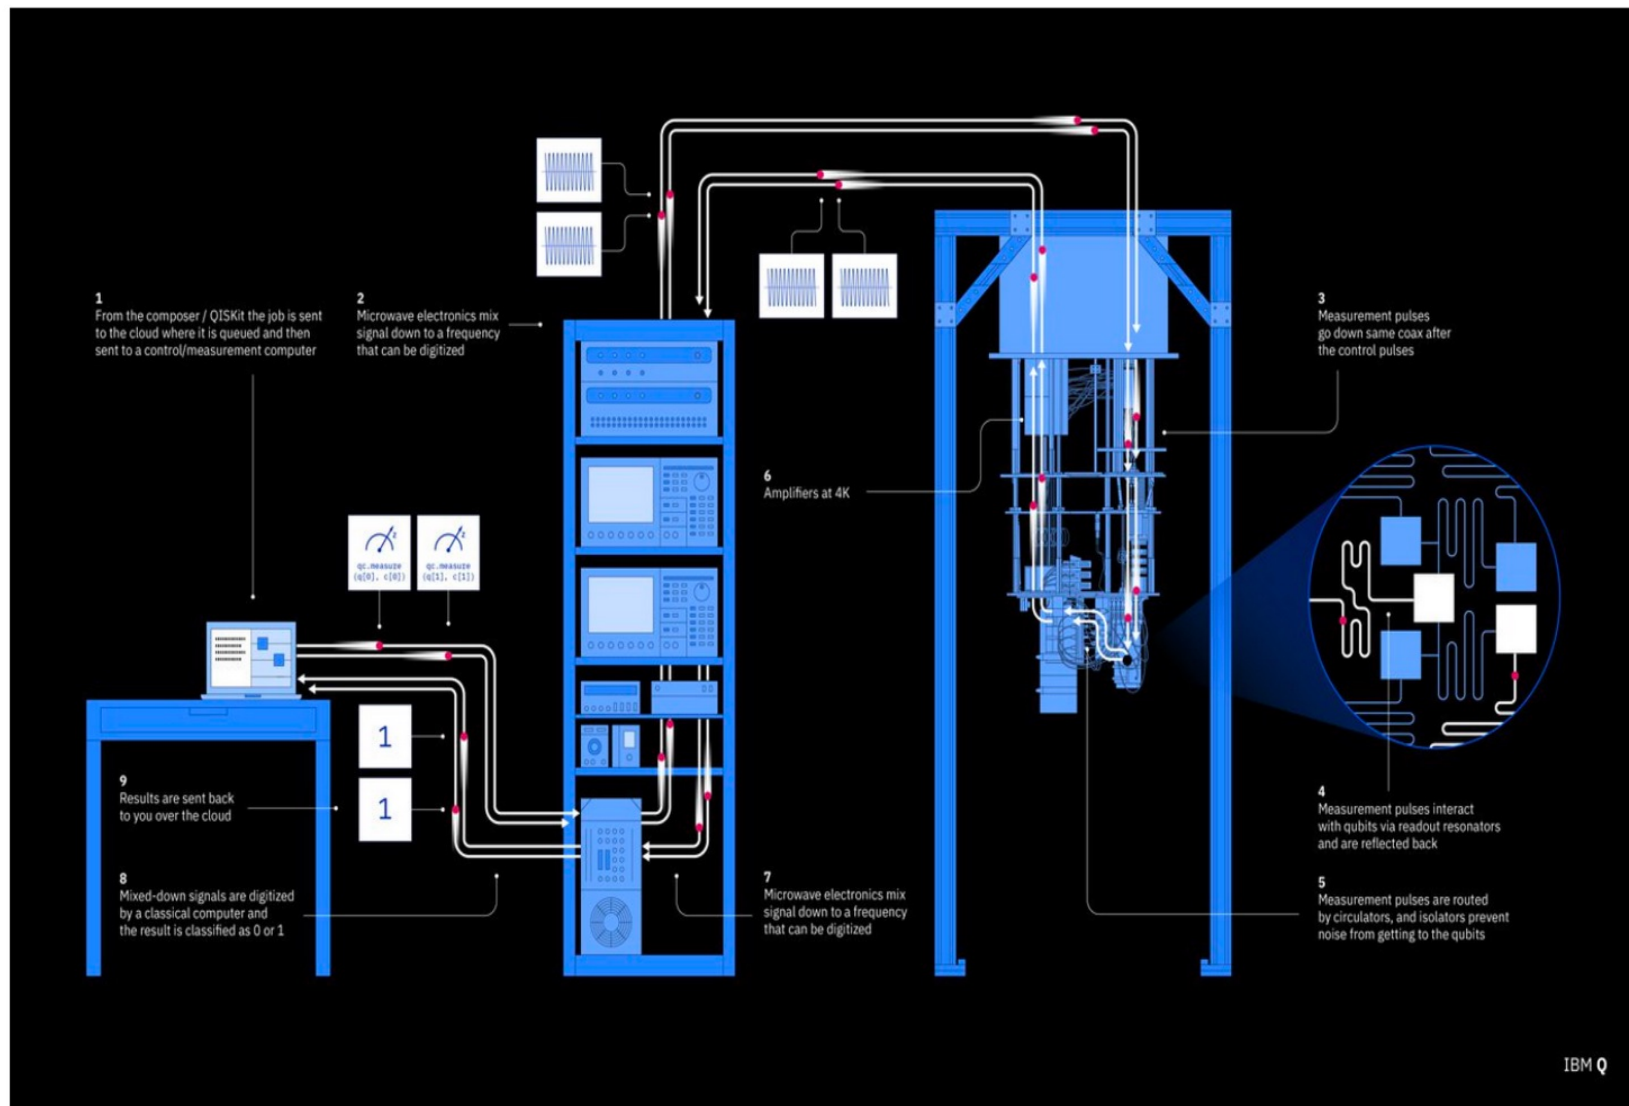 1
From the composer / QISKit the job is sent
to the cloud where it is queued and then
sent to a control/measurement computer
2
Microwave electronics mix
signal down to a frequency
that can be digitized
3
Measurement pulses
go down same coax after
the control pulses
6
Amplifiers at 4K
z
qc.measure
(q[0], c[0])
z
qc.measure
(q[1], c[1])
1
1
9
Results are sent back
to you over the cloud
8
Mixed-down signals are digitized
by a classical computer and
the result is classified as 0 or 1
7
Microwave electronics mix
signal down to a frequency
that can be digitized
4
Measurement pulses interact
with qubits via readout resonators
and are reflected back
5
Measurement pulses are routed
by circulators, and isolators prevent
noise from getting to the qubits
IBM Q